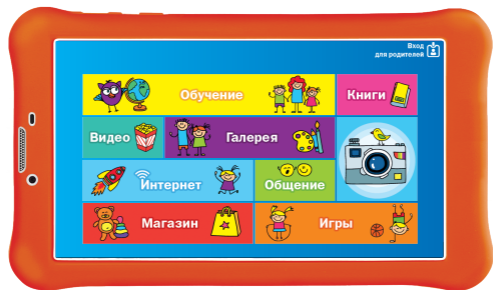 Вход
для родителей
Обучение
Книги
Видео
Галерея
Интернет
Общение
Магазин
Игры